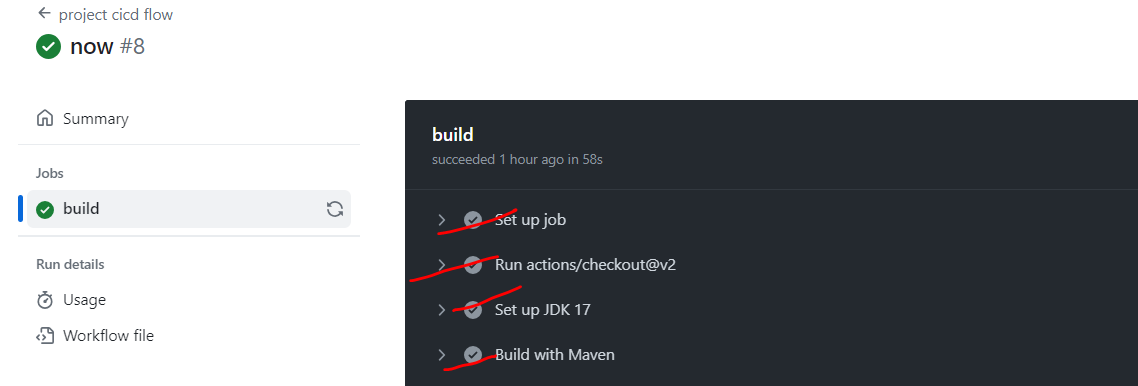 project cicd flow
now #8
Summary
Jobs
build
Run details
Usage
Workflow file
build
succeeded 1 hour ago in 58s
Set up job
Run actions/checkout@v2
Set up JDK 17
Build with Maven